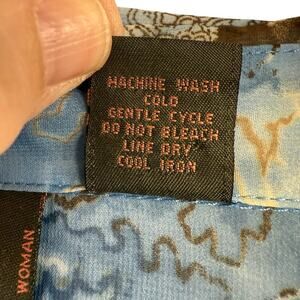 MACHINE WASH
COLD
GENTLE CYCLE
DO NOT BLEACH
LINE DRY
COOL IRON
WOMAN